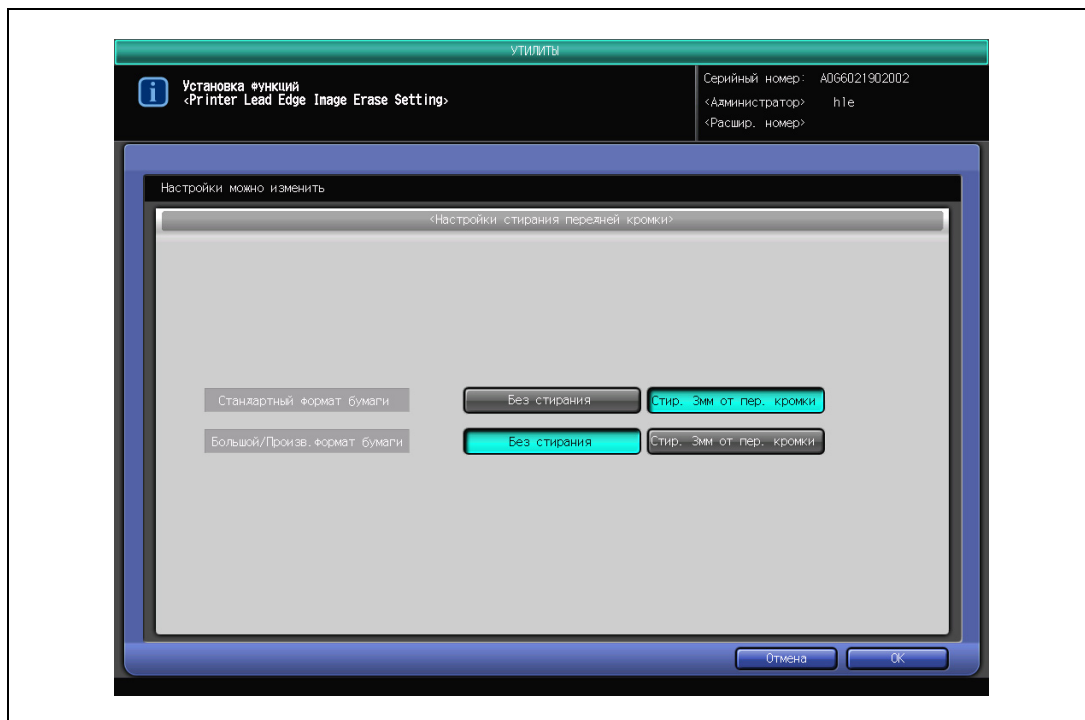 УТИЛИТЫ
Установка функций
<Printer Lead Edge Image Erase Setting>
Серийный номер: A0G6021902002
<Администратор> hle
<Расшир. номер>
Настройки можно изменить
<Настройки стирания передней кромки>
Стандартный формат бумаги Без стирания Стир. 3мм от пер. кромки
Большой/Произв.формат бумаги Без стирания Стир. 3мм от пер. кромки
Отмена OK